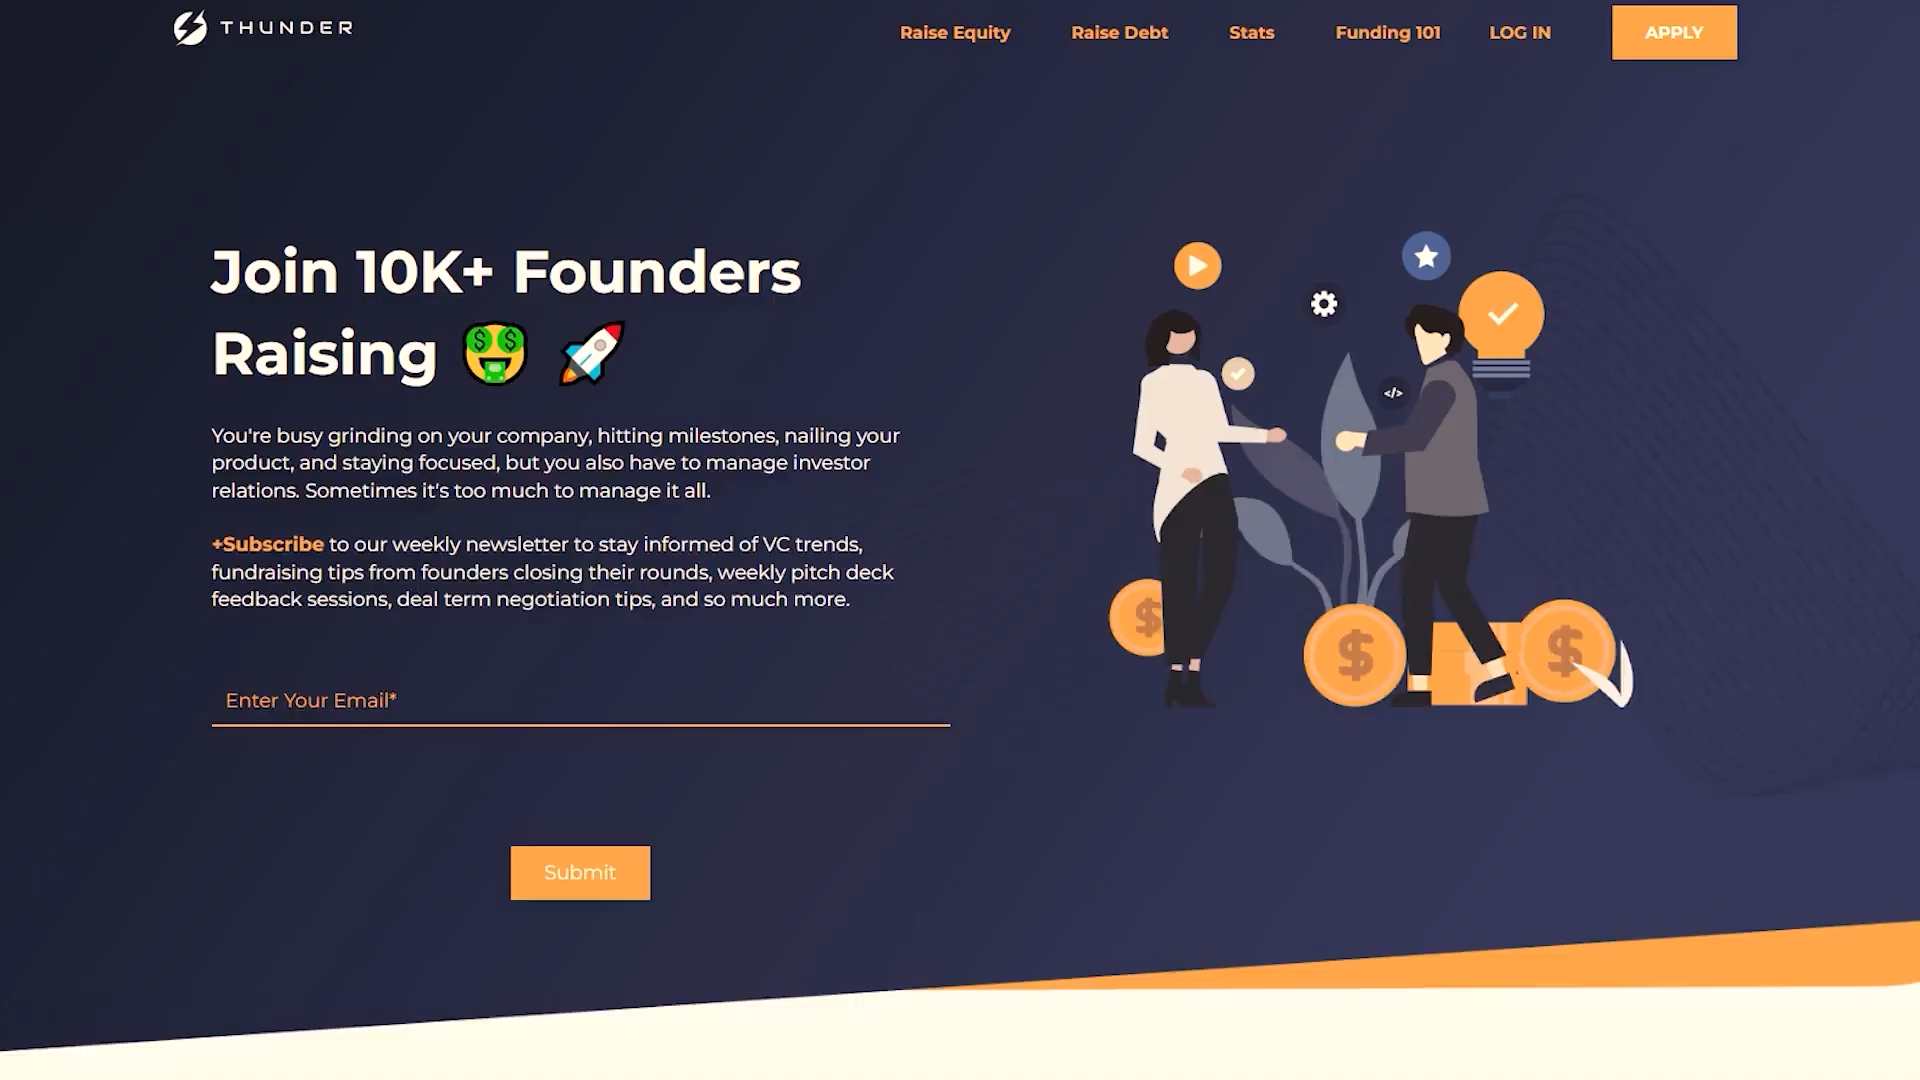 THUNDER
Raise Equity
Raise Debt
Stats
Funding 101
LOG IN
APPLY
Join 10K+ Founders
Raising 🤑 🚀
You're busy grinding on your company, hitting milestones, nailing your
product, and staying focused, but you also have to manage investor
relations. Sometimes it's too much to manage it all.
+Subscribe to our weekly newsletter to stay informed of VC trends,
fundraising tips from founders closing their rounds, weekly pitch deck
feedback sessions, deal term negotiation tips, and so much more.
Enter Your Email*
Submit
</>
$
$
$